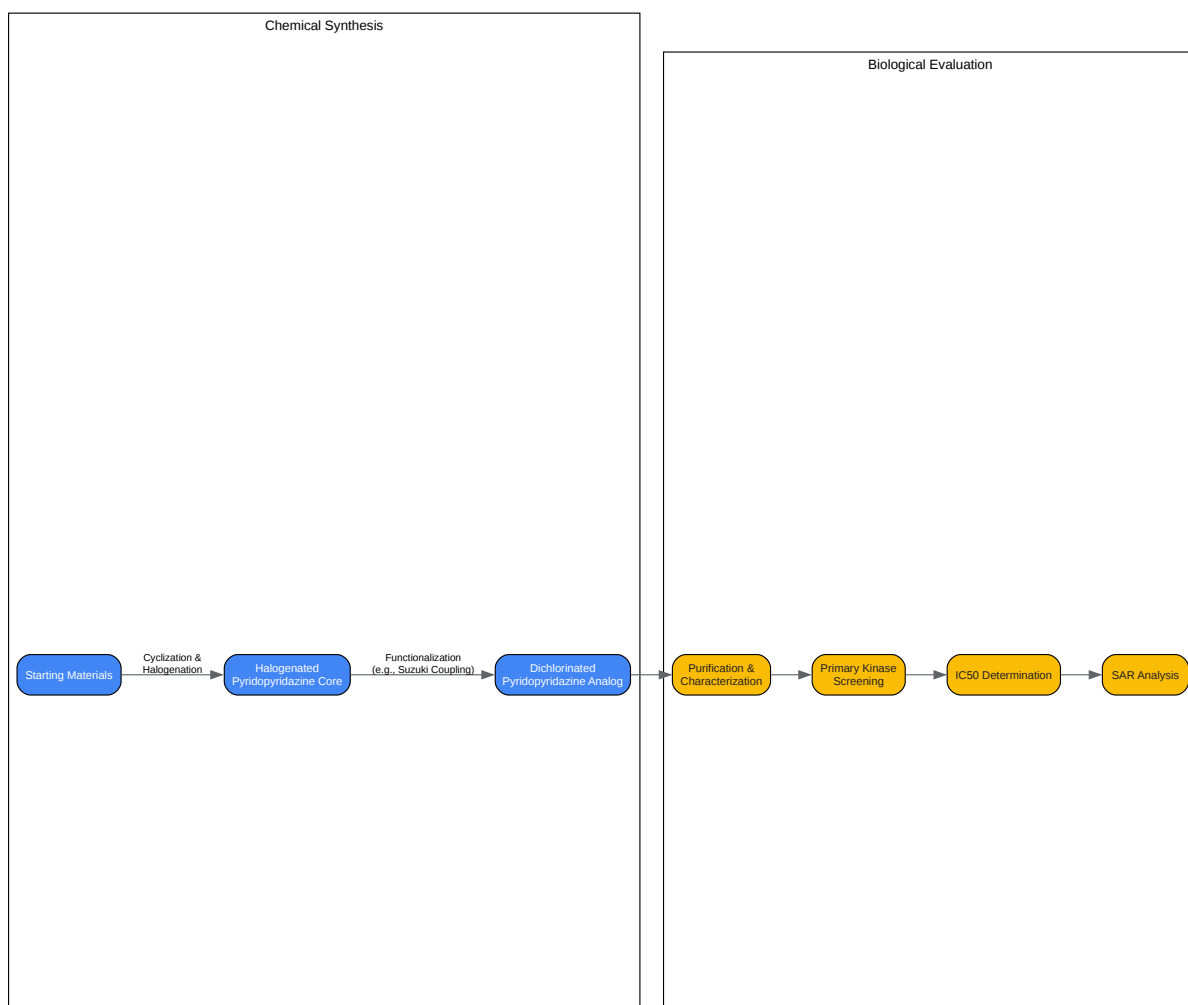 Chemical Synthesis
Biological Evaluation
Starting Materials
Cyclization &
Halogenation
Halogenated
Pyridopyridazine Core
Functionalization
(e.g., Suzuki Coupling)
Dichlorinated
Pyridopyridazine Analog
Purification &
Characterization
Primary Kinase
Screening
IC50 Determination
SAR Analysis